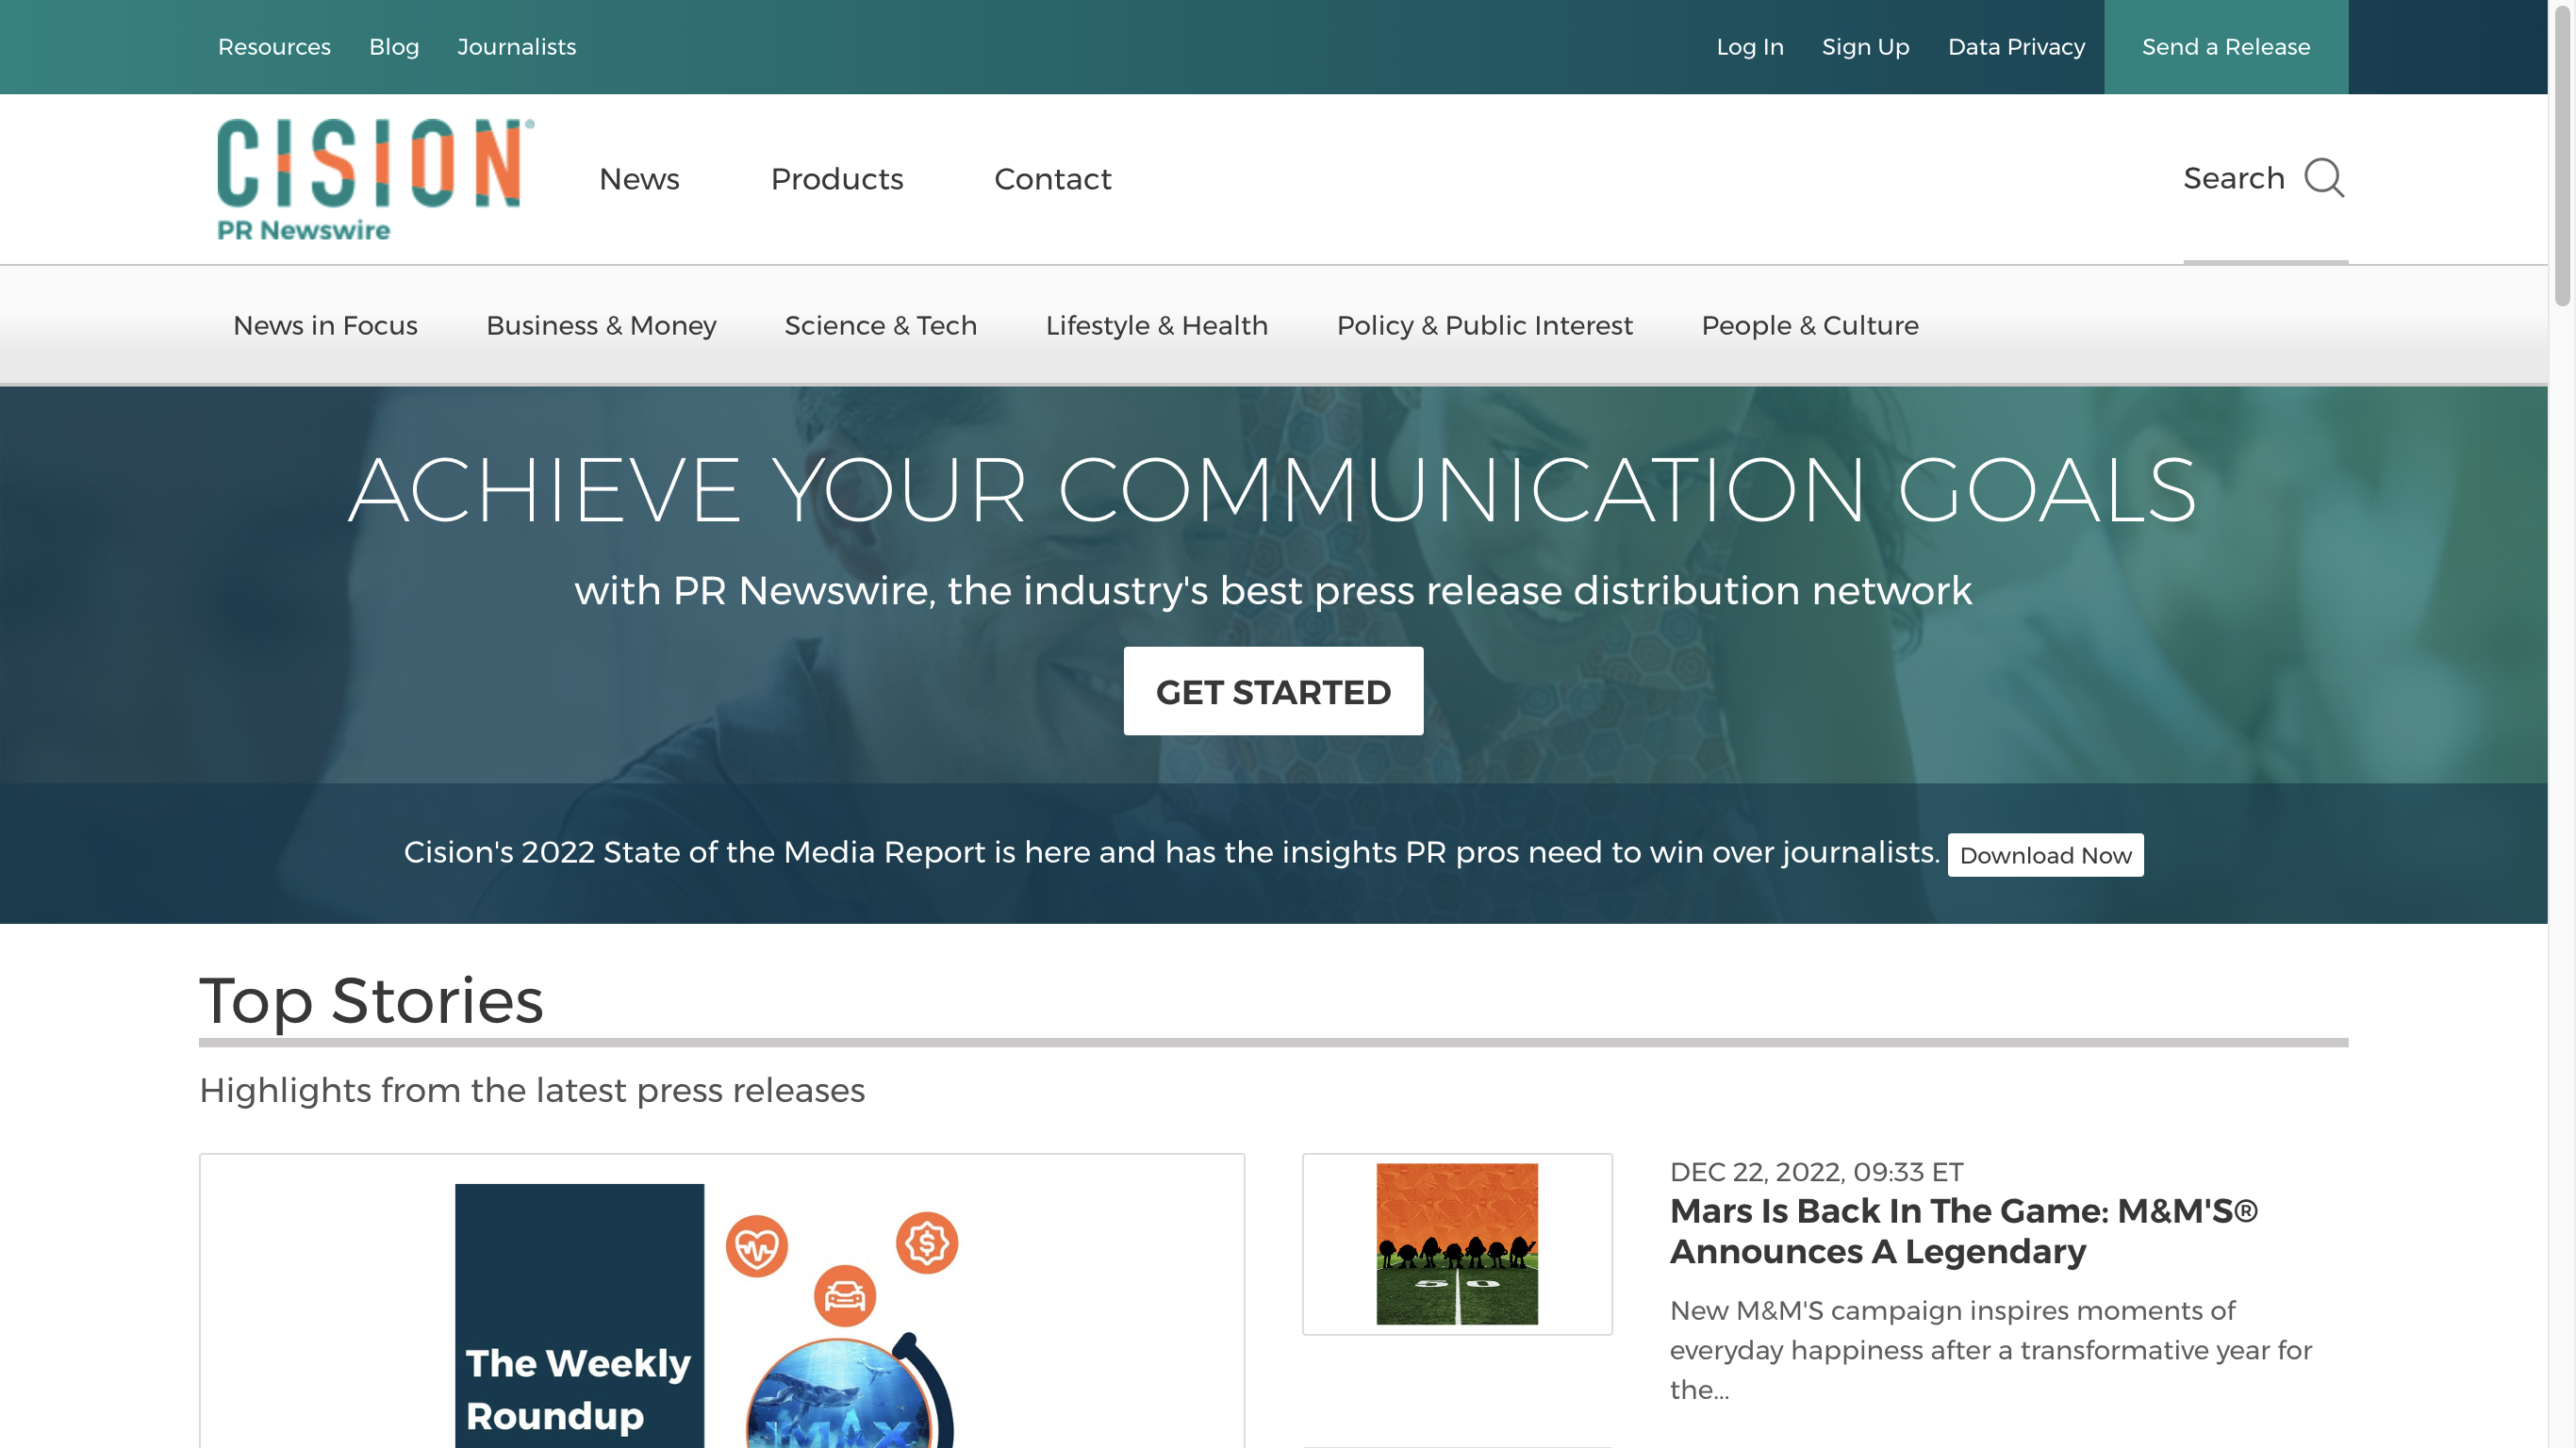 Resources Blog Journalists Log In Sign Up Data Privacy Send a Release
CISION
PR Newswire
News Products Contact Search
News in Focus Business & Money Science & Tech Lifestyle & Health Policy & Public Interest People & Culture
ACHIEVE YOUR COMMUNICATION GOALS
with PR Newswire, the industry's best press release distribution network
GET STARTED
Cision's 2022 State of the Media Report is here and has the insights PR pros need to win over journalists. Download Now
Top Stories
Highlights from the latest press releases
The Weekly
Roundup
IMAX
50
DEC 22, 2022, 09:33 ET
Mars Is Back In The Game: M&M'S®
Announces A Legendary
New M&M'S campaign inspires moments of
everyday happiness after a transformative year for
the...